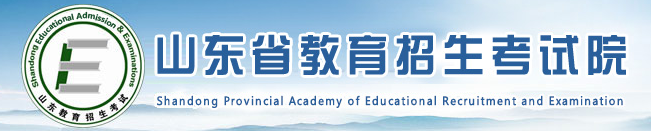 Shandong Educational Admission & Examinations
山东教育招生考试
山东省教育招生考试院
Shandong Provincial Academy of Educational Recruitment and Examination